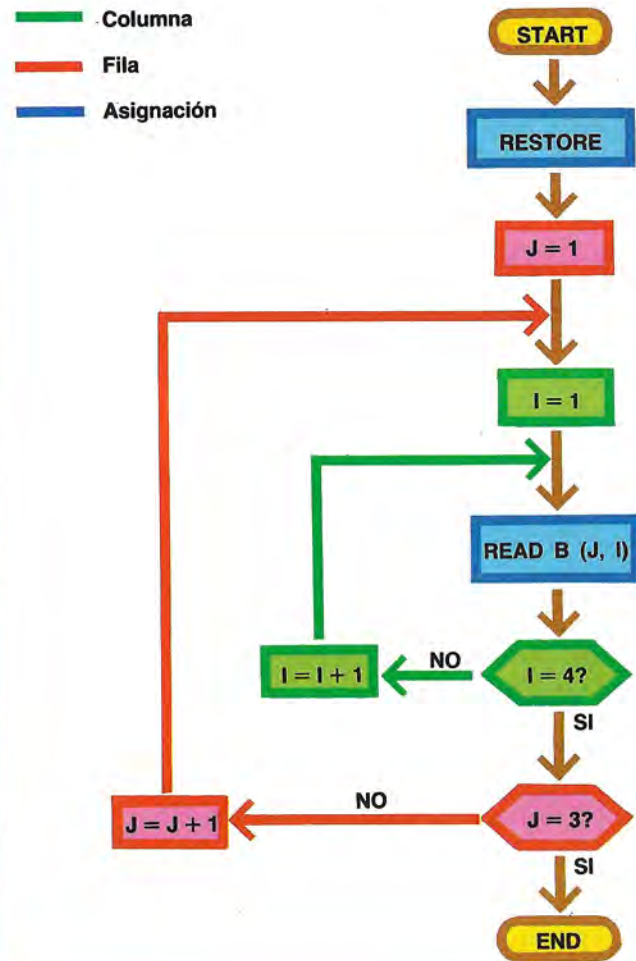 Columna
Fila
Asignación
START
RESTORE
J = 1
I = 1
READ B (J, I)
I = 4?
NO
I = I + 1
SI
J = 3?
NO
J = J + 1
SI
END